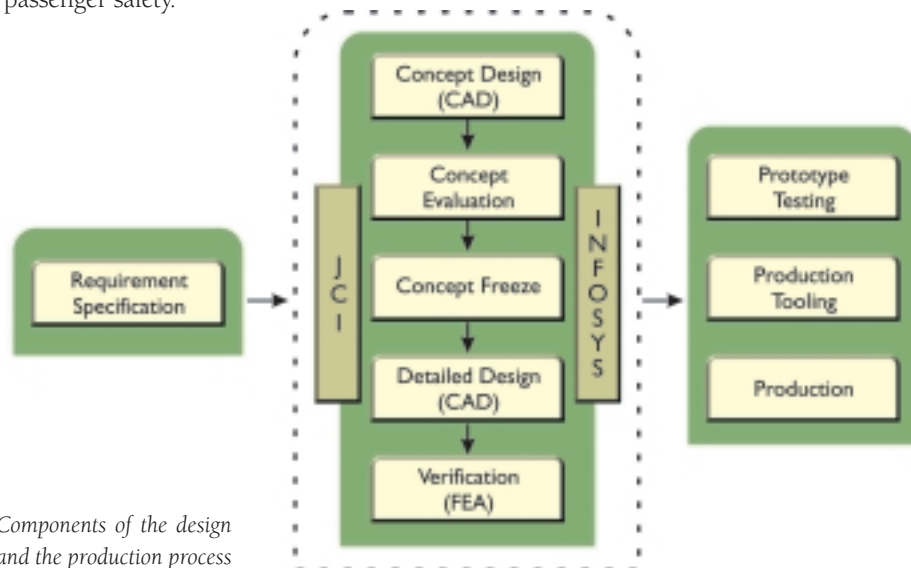 passenger safety.
Requirement
Specification
J
C
I
Concept Design
(CAD)
Concept
Evaluation
Concept Freeze
Detailed Design
(CAD)
Verification
(FEA)
I
N
F
O
S
Y
S
Prototype
Testing
Production
Tooling
Production
Components of the design
and the production process